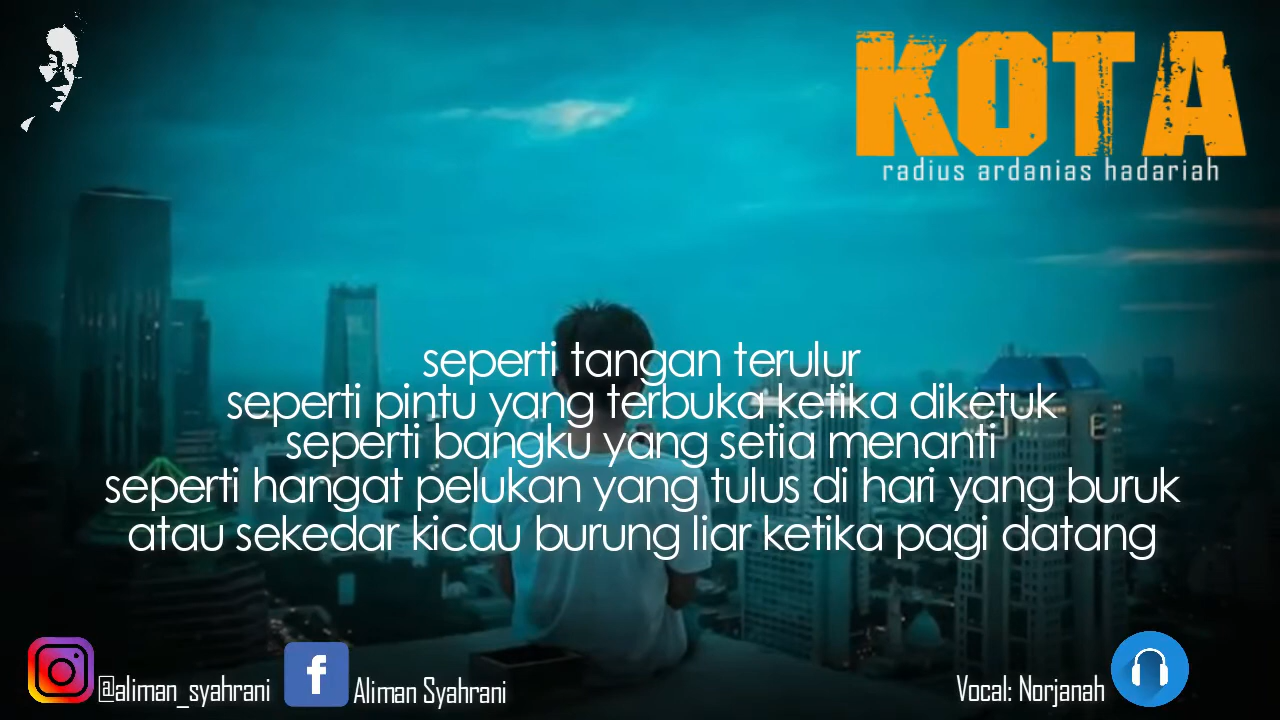 KOTA
radius ardanias hadariah
seperti tangan terulur
seperti pintu yang terbuka ketika diketuk
seperti bangku yang setia menanti
seperti hangat pelukan yang tulus di hari yang buruk
atau sekedar kicau burung liar ketika pagi datang
@aliman_syahrani
f
Aliman Syahrani
Vocal: Norjanah